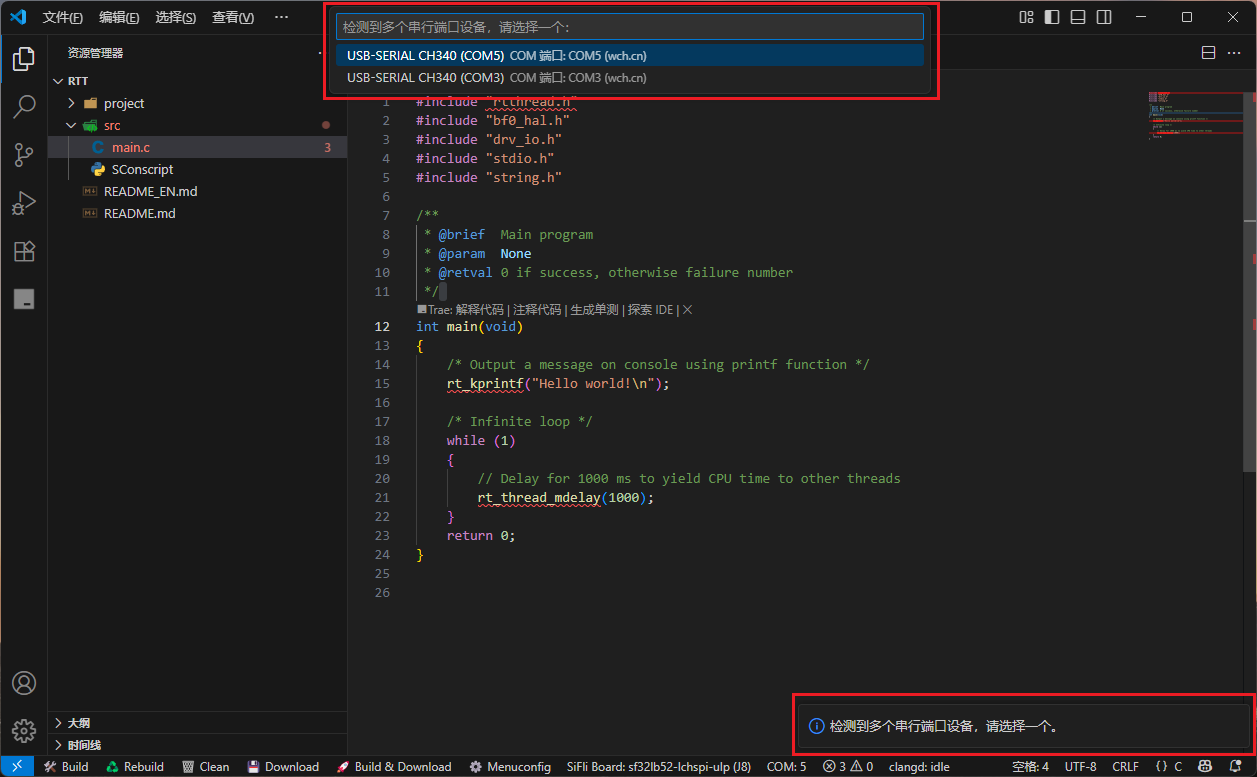 文件(F) 编辑(E) 选择(S) 查看(V) ···
检测到多个串行端口设备，请选择一个:
USB-SERIAL CH340 (COM5) COM 端口: COM5 (wch.cn)
USB-SERIAL CH340 (COM3) COM 端口: COM3 (wch.cn)
资源管理器
RTT
project
src
main.c 3
SConscript
README_EN.md
README.md
大纲
时间线
1 #include "rtthread.h"
2 #include "bf0_hal.h"
3 #include "drv_io.h"
4 #include "stdio.h"
5 #include "string.h"
6
7 /**
8 * @brief Main program
9 * @param None
10 * @retval 0 if success, otherwise failure number
11 */
Trae: 解释代码 | 注释代码 | 生成单测 | 探索 IDE | ✕
12 int main(void)
13 {
14 /* Output a message on console using printf function */
15 rt_kprintf("Hello world!\n");
16
17 /* Infinite loop */
18 while (1)
19 {
20 // Delay for 1000 ms to yield CPU time to other threads
21 rt_thread_mdelay(1000);
22 }
23 return 0;
24 }
25
26
检测到多个串行端口设备，请选择一个。
Build Rebuild Clean Download Build & Download Menuconfig SiFli Board: sf32lb52-lchspi-ulp (J8) COM: 5 3 0 clangd: idle 空格: 4 UTF-8 CRLF {} C